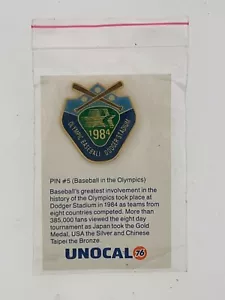 1984
OLYMPIC BASEBALL DODGER STADIUM
PIN #5 (Baseball in the Olympics)
Baseball's greatest involvement in the
history of the Olympics took place at
Dodger Stadium in 1984 as teams from
eight countries competed. More than
385,000 fans viewed the eight day
tournament as Japan took the Gold
Medal, USA the Silver and Chinese
Taipei the Bronze.
UNOCAL 76